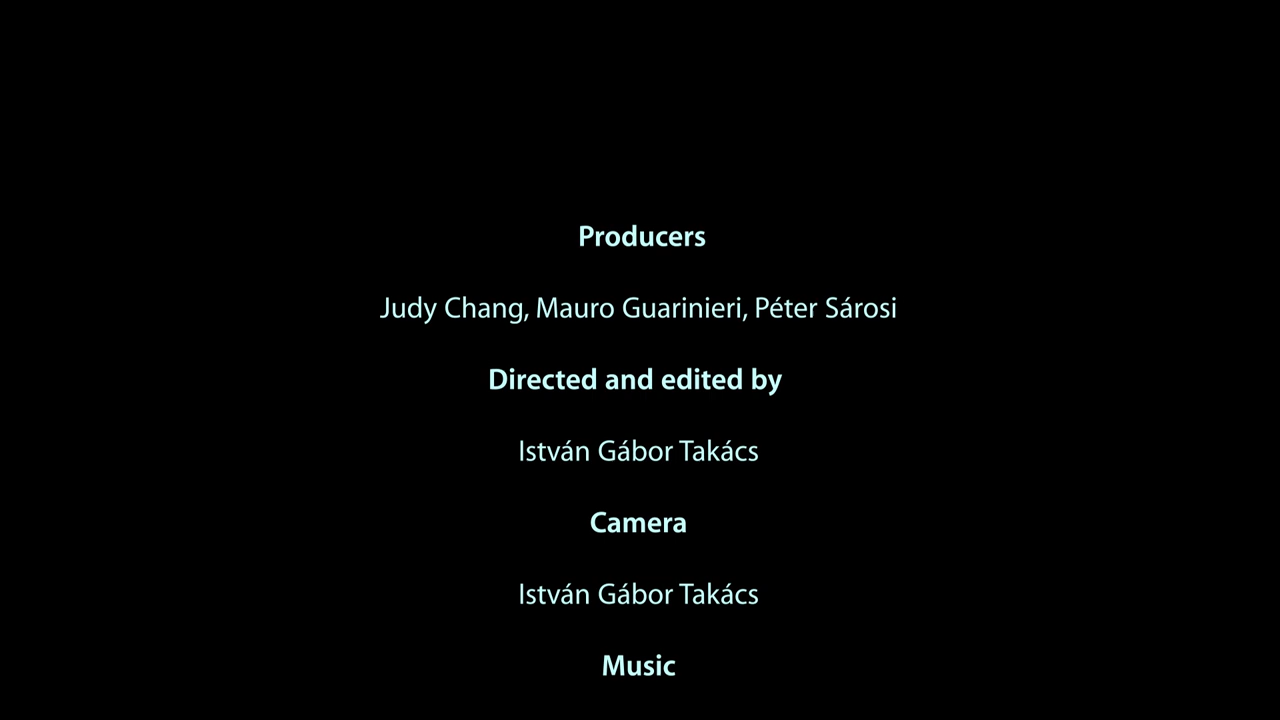 Producers
Judy Chang, Mauro Guarinieri, Péter Sárosi
Directed and edited by
István Gábor Takács
Camera
István Gábor Takács
Music